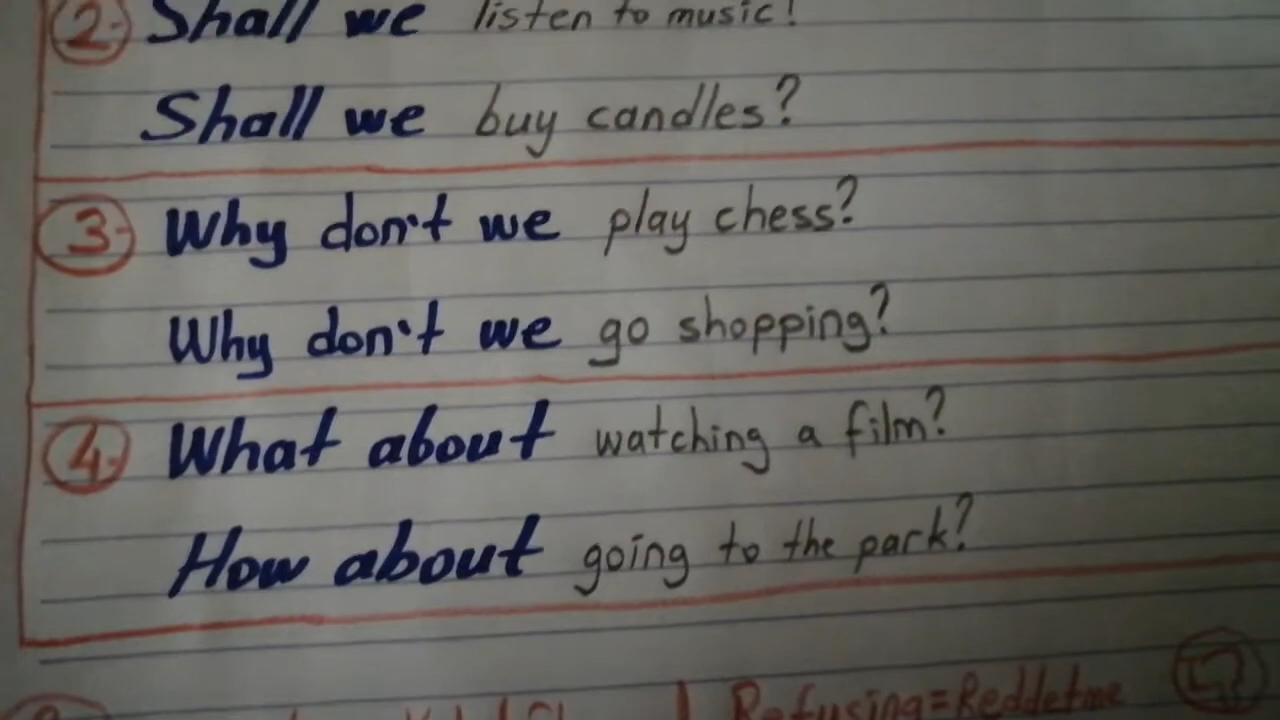 2. Shall we listen to music!
Shall we buy candles?
3. Why don't we play chess?
Why don't we go shopping?
4. What about watching a film?
How about going to the park?
Refusing=Reddetme